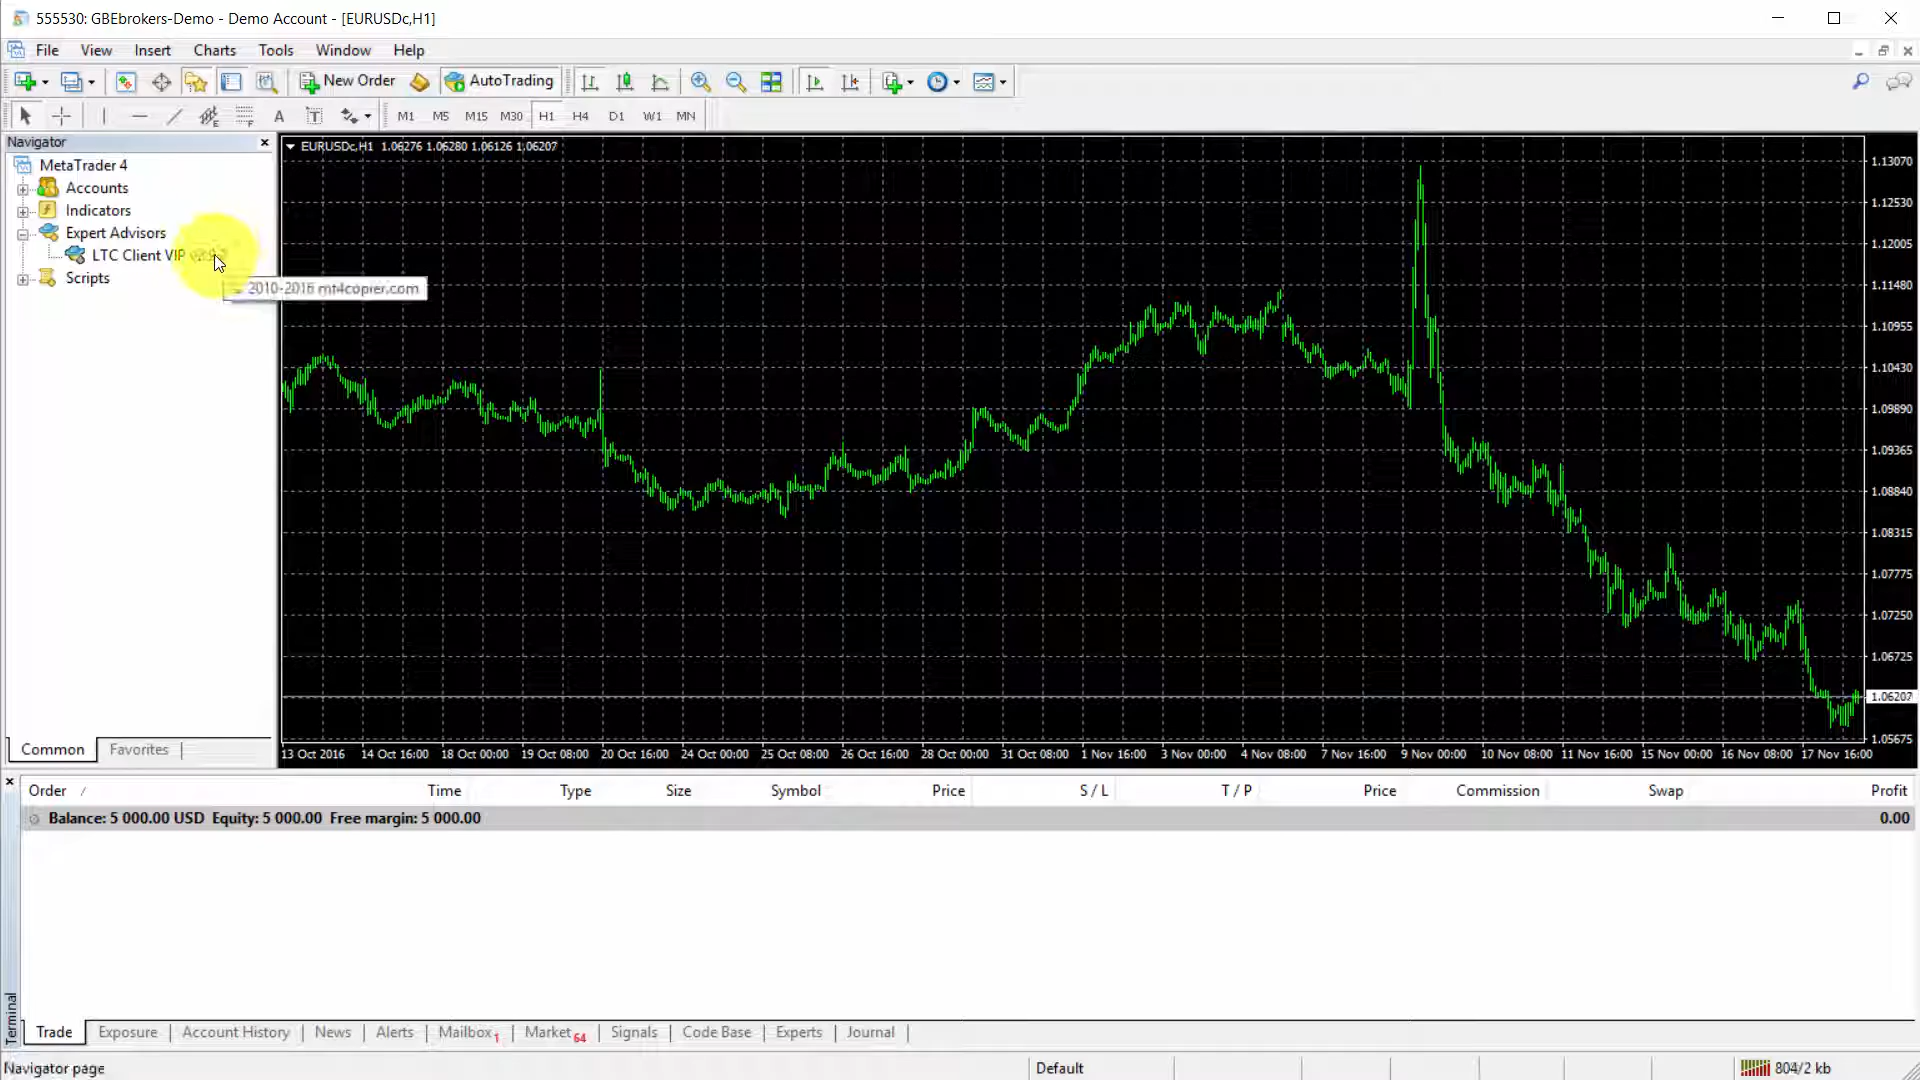 555530: GBEbrokers-Demo - Demo Account - [EURUSDc,H1]
File View Insert Charts Tools Window Help
New Order AutoTrading
A T M1 M5 M15 M30 H1 H4 D1 W1 MN
Navigator
MetaTrader 4
Accounts
Indicators
Expert Advisors
LTC Client VIP
Scripts
2010-2016 mt4copier.com
Common Favorites
EURUSDc,H1 1.06276 1.06280 1.06126 1.06207
1.13070
1.12530
1.12005
1.11480
1.10955
1.10430
1.09890
1.09365
1.08840
1.08315
1.07775
1.07250
1.06725
1.06207
1.05675
13 Oct 2016 14 Oct 16:00 18 Oct 00:00 19 Oct 08:00 20 Oct 16:00 24 Oct 00:00 25 Oct 08:00 26 Oct 16:00 28 Oct 00:00 31 Oct 08:00 1 Nov 16:00 3 Nov 00:00 4 Nov 08:00 7 Nov 16:00 9 Nov 00:00 10 Nov 08:00 11 Nov 16:00 15 Nov 00:00 16 Nov 08:00 17 Nov 16:00
Order / Time Type Size Symbol Price S / L T / P Price Commission Swap Profit
Balance: 5 000.00 USD Equity: 5 000.00 Free margin: 5 000.00 0.00
Terminal
Trade Exposure Account History News Alerts Mailbox 1 Market 64 Signals Code Base Experts Journal
Navigator page Default 804/2 kb